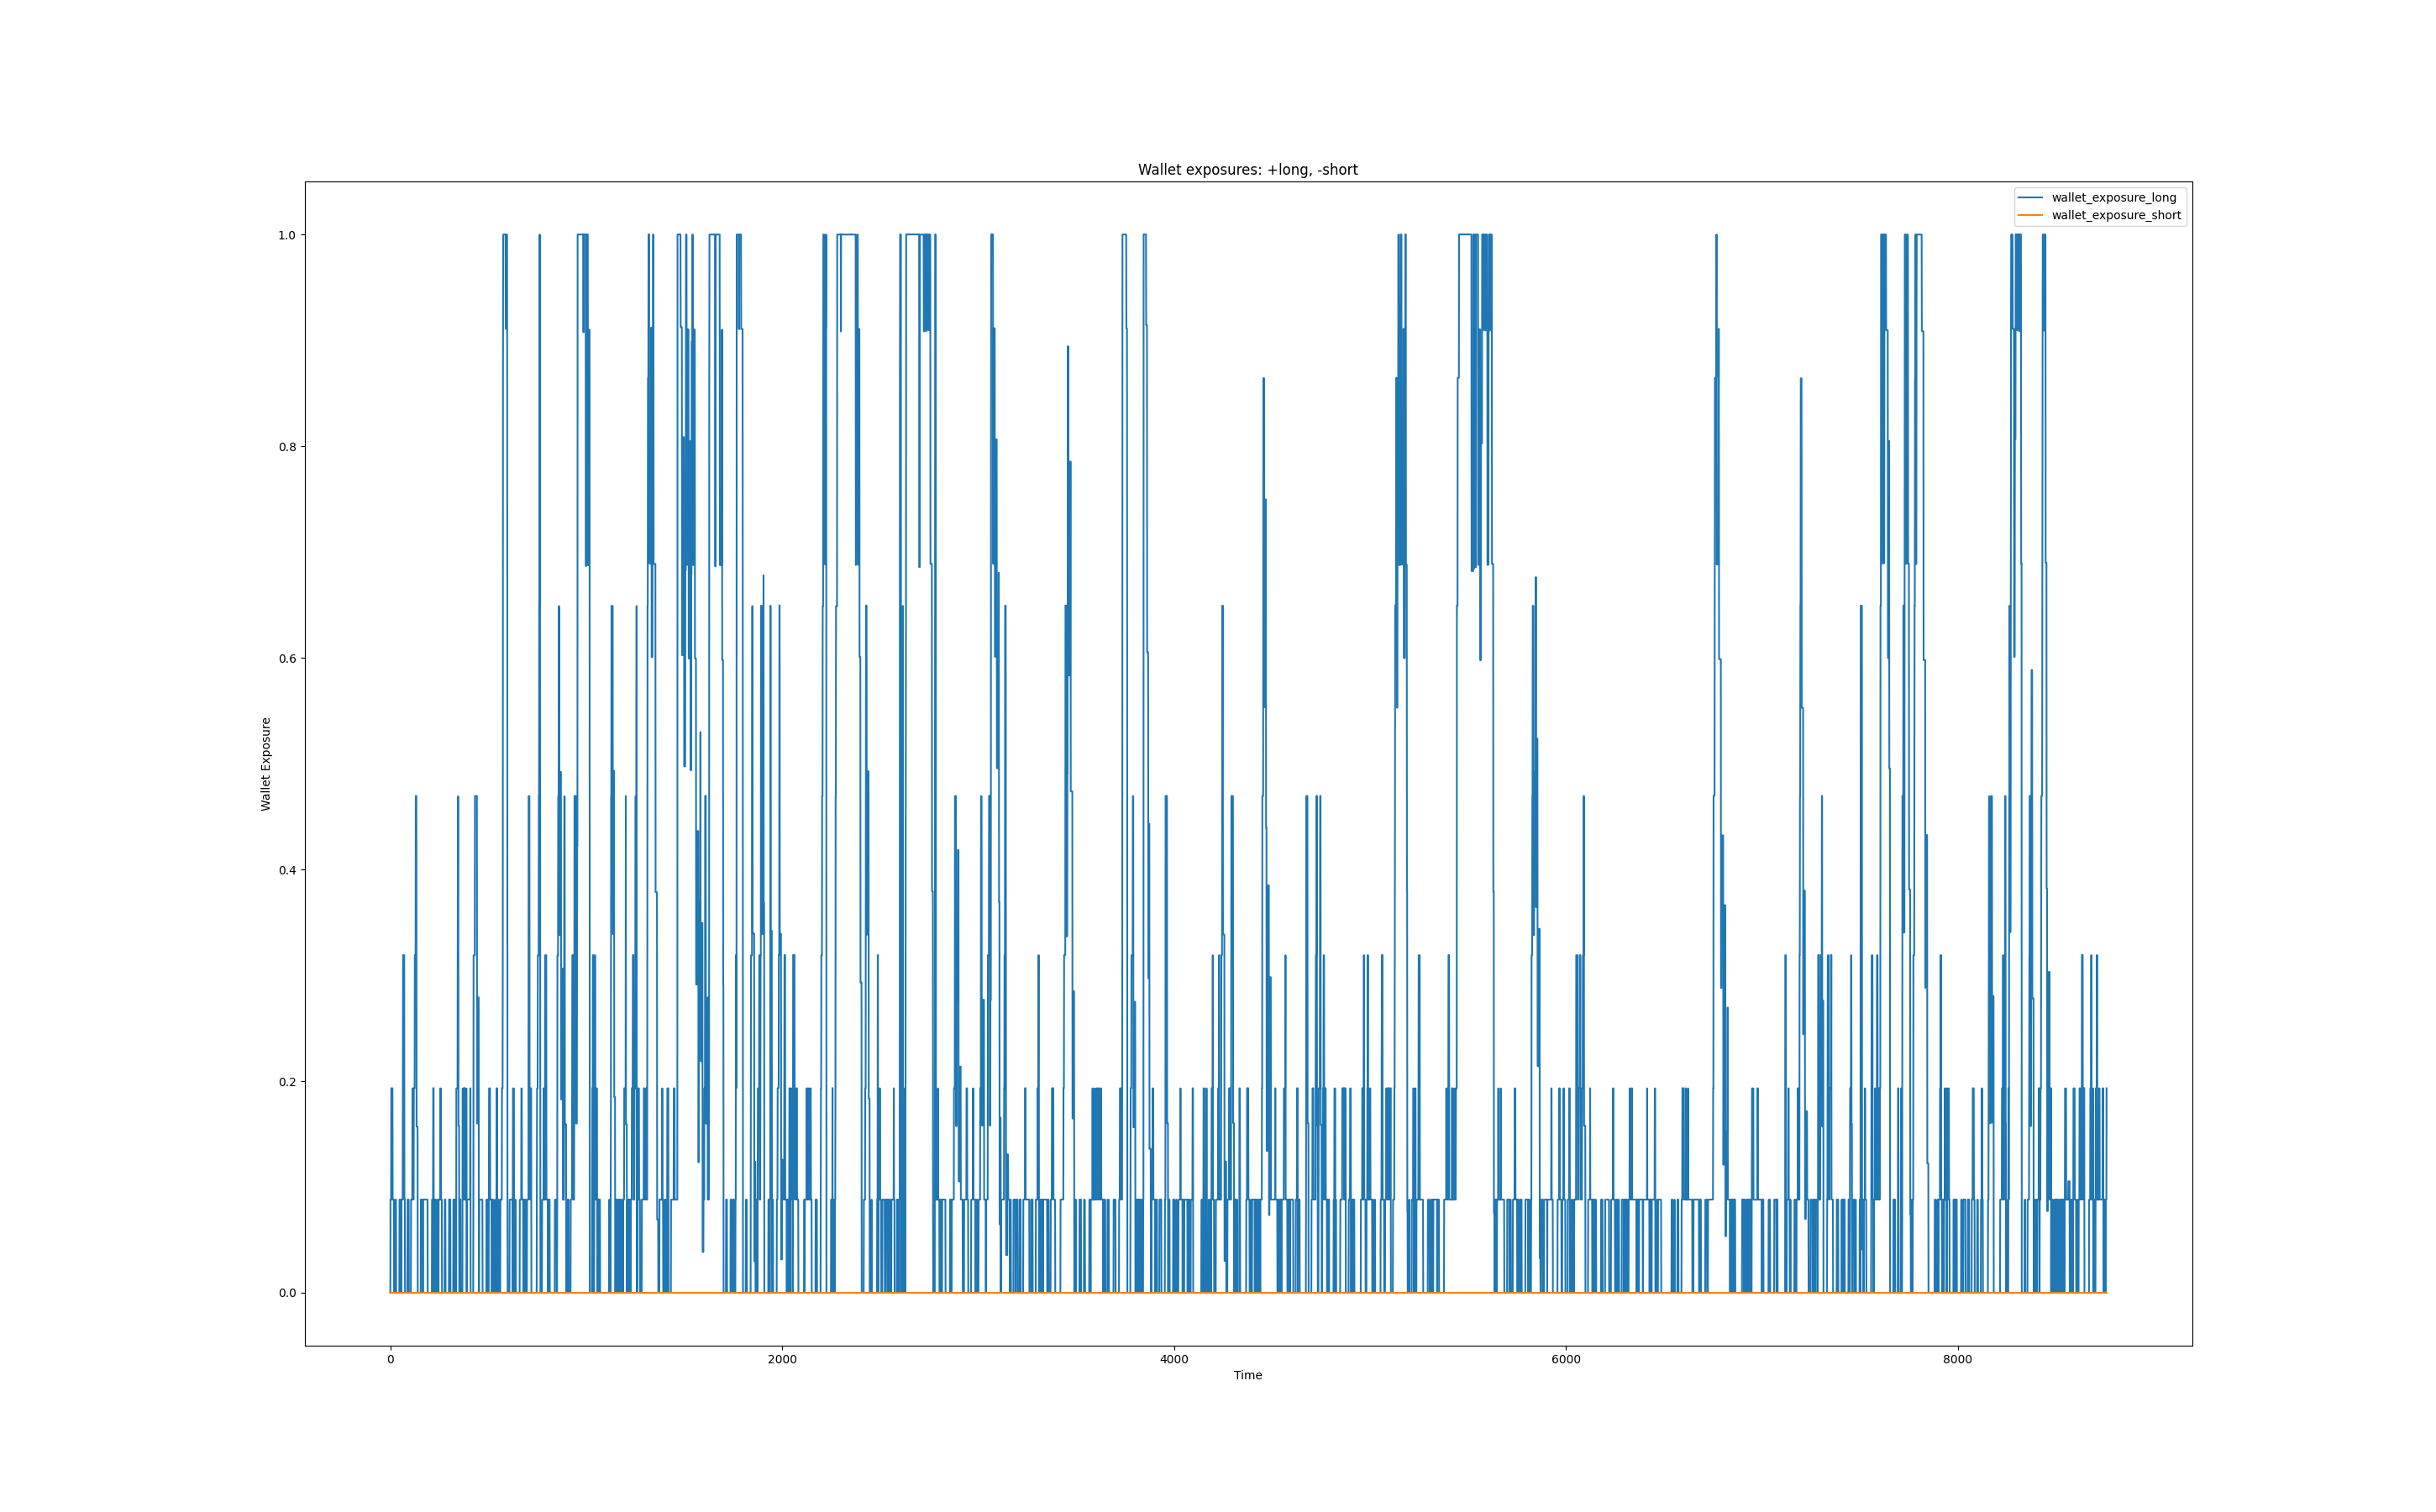 Wallet exposures: +long, -short
wallet_exposure_long
wallet_exposure_short
1.0
0.8
0.6
0.4
0.2
0.0
Wallet Exposure
0 2000 4000 6000 8000
Time